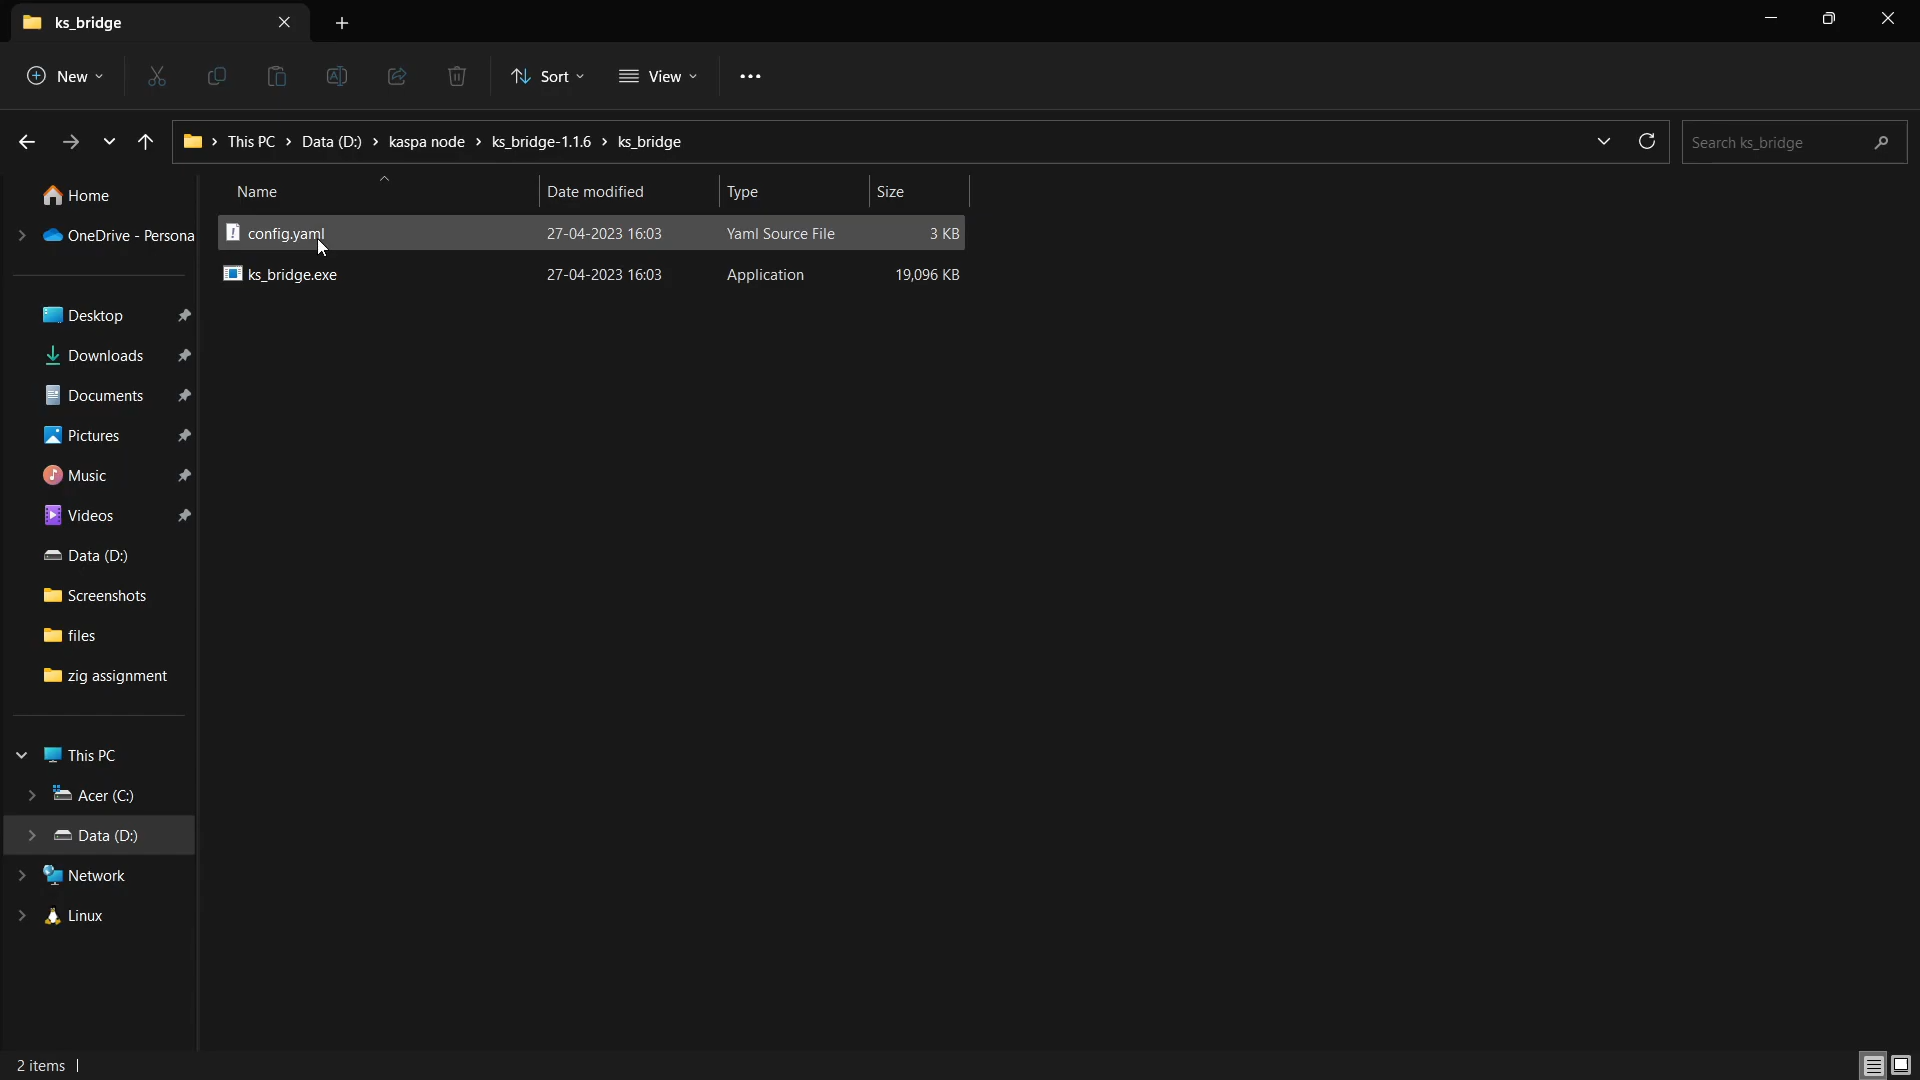 ks_bridge
New
Sort
View
This PC
Data (D:)
kaspa node
ks_bridge-1.1.6
ks_bridge
Search ks_bridge
Name
Date modified
Type
Size
config.yaml
27-04-2023 16:03
Yaml Source File
3 KB
ks_bridge.exe
27-04-2023 16:03
Application
19,096 KB
Home
OneDrive - Persona
Desktop
Downloads
Documents
Pictures
Music
Videos
Data (D:)
Screenshots
files
zig assignment
This PC
Acer (C:)
Data (D:)
Network
Linux
2 items